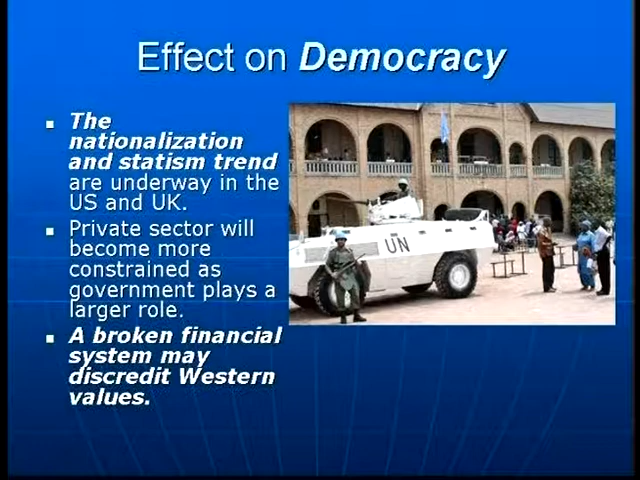 Effect on Democracy
The
nationalization
and statism trend
are underway in the
US and UK.
Private sector will
become more
constrained as
government plays a
larger role.
A broken financial
system may
discredit Western
values.
UN